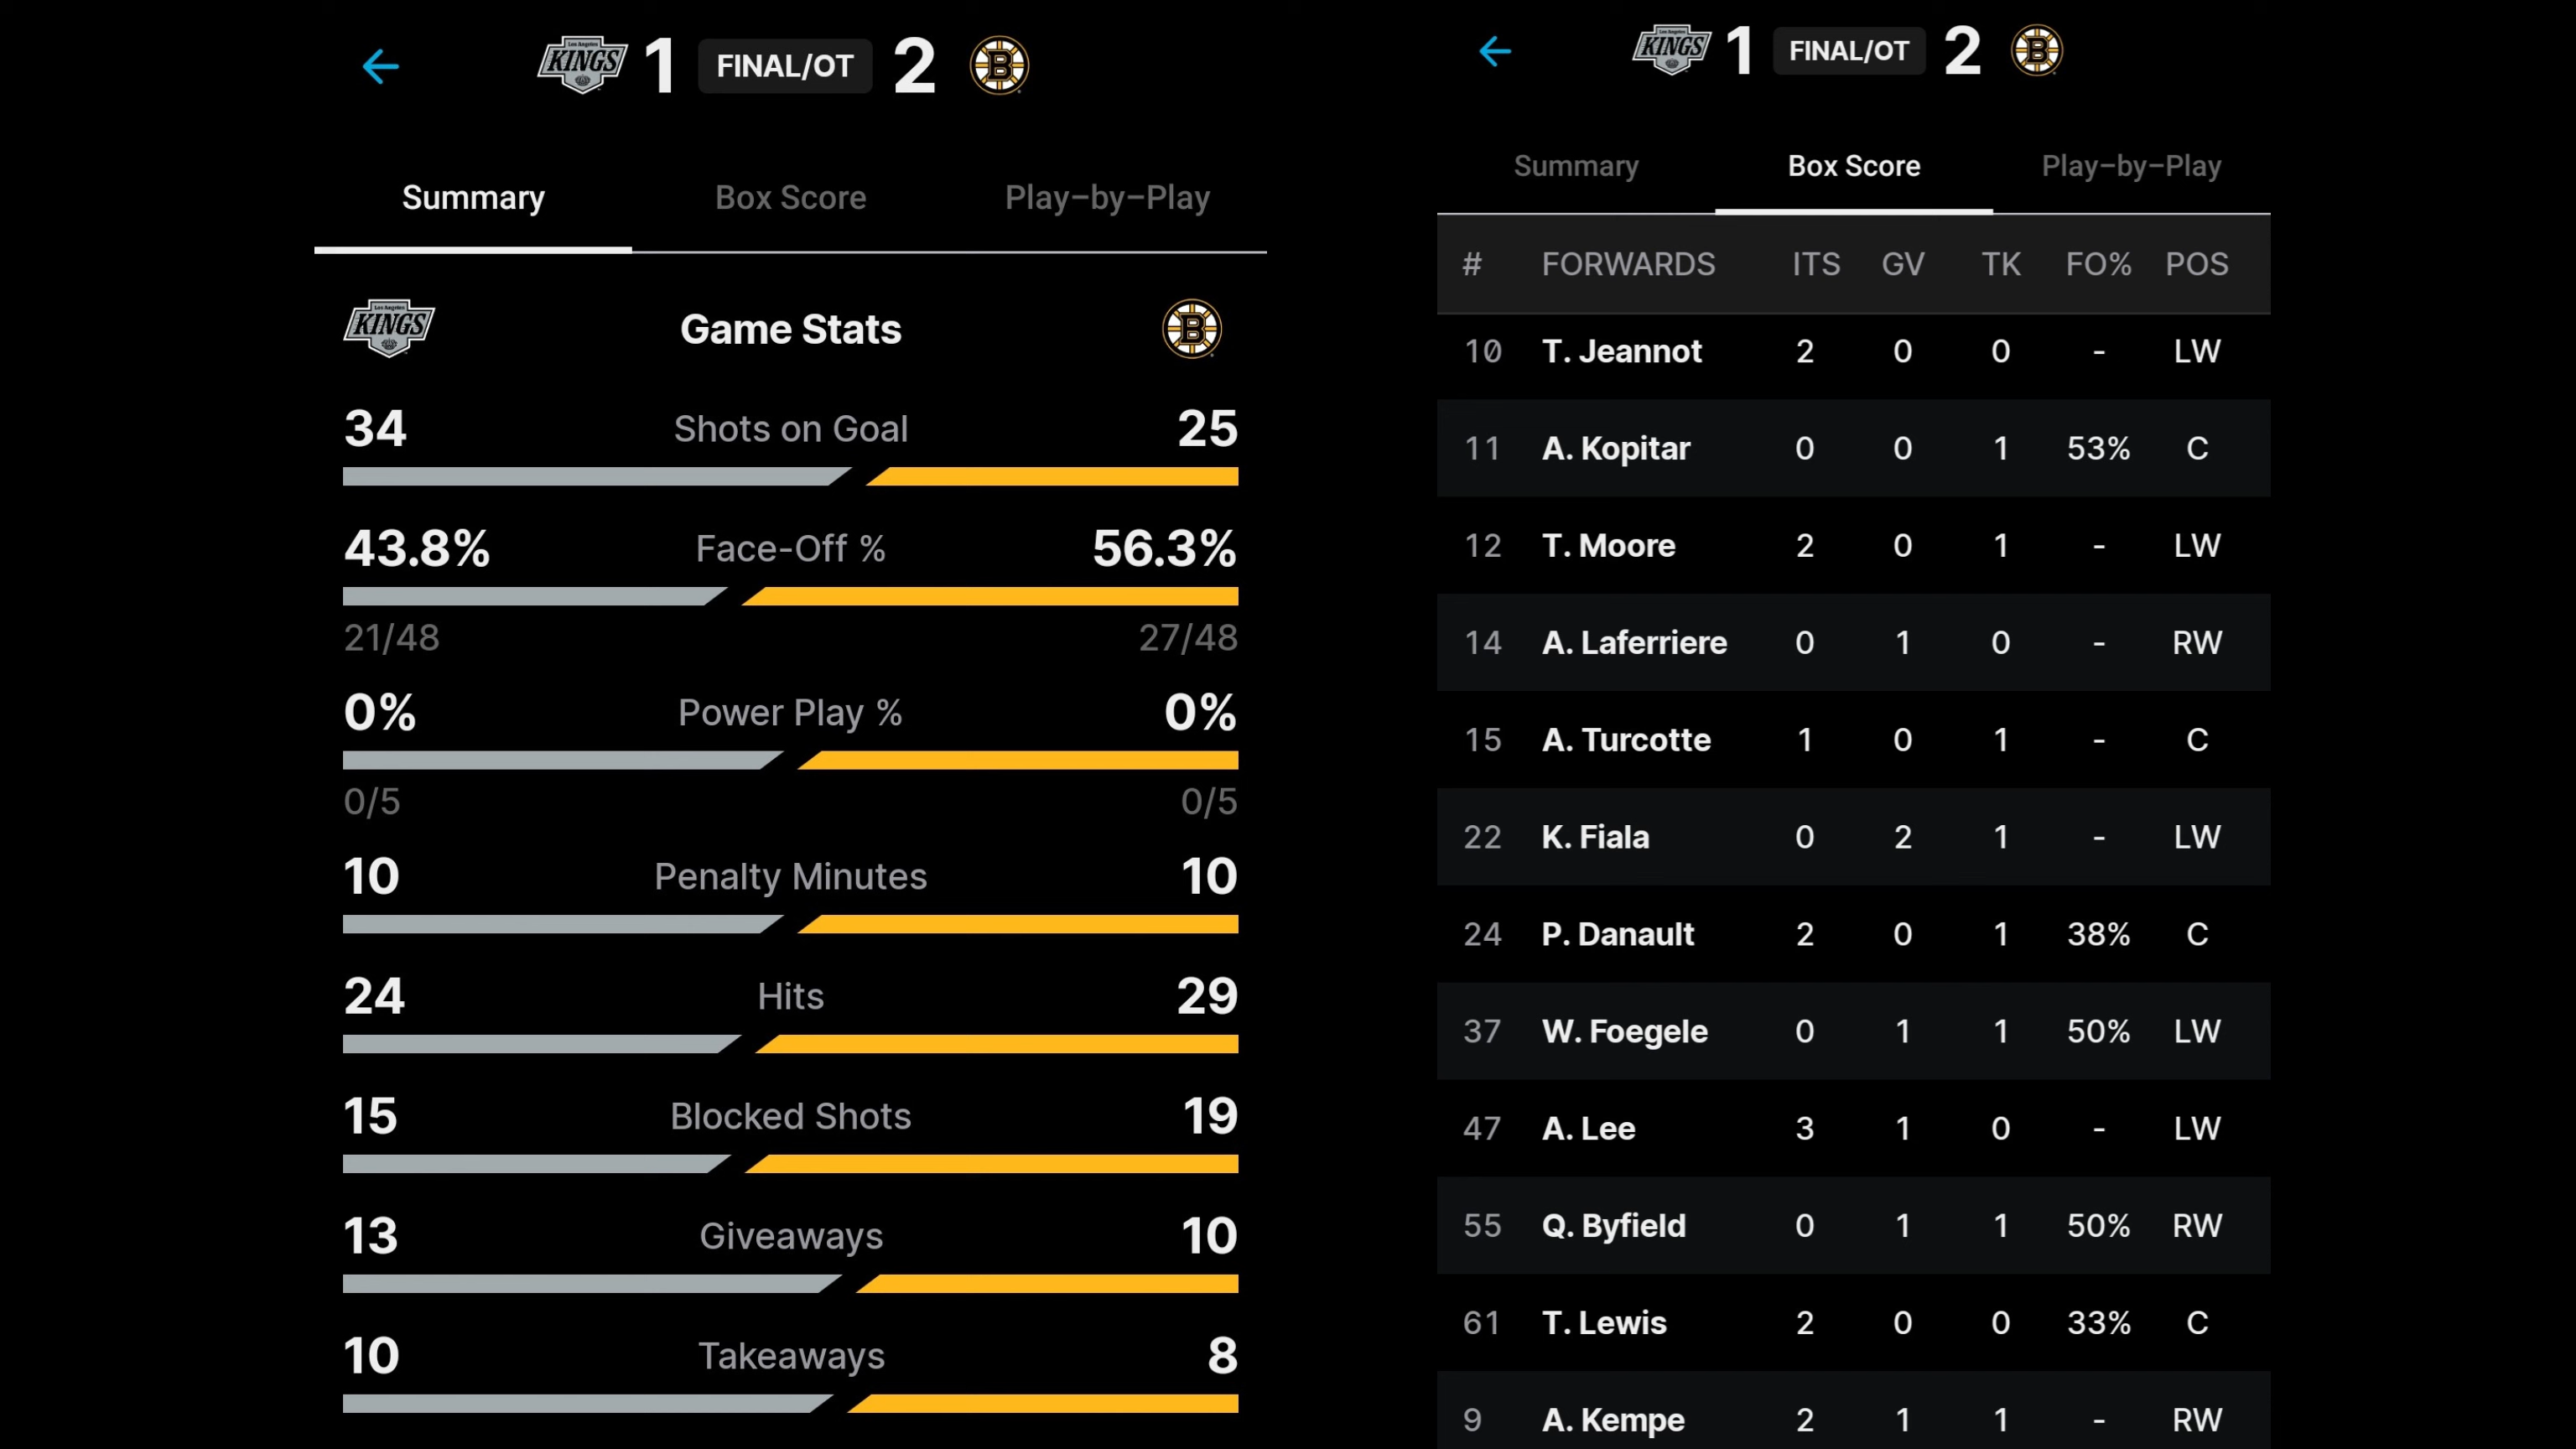 Los Angeles KINGS 1 FINAL/OT 2 B
Summary Box Score Play-by-Play
Los Angeles KINGS Game Stats B
34 Shots on Goal 25
43.8% Face-Off % 56.3%
21/48 27/48
0% Power Play % 0%
0/5 0/5
10 Penalty Minutes 10
24 Hits 29
15 Blocked Shots 19
13 Giveaways 10
10 Takeaways 8
Los Angeles KINGS 1 FINAL/OT 2 B
Summary Box Score Play-by-Play
# FORWARDS ITS GV TK FO% POS
10 T. Jeannot 2 0 0 - LW
11 A. Kopitar 0 0 1 53% C
12 T. Moore 2 0 1 - LW
14 A. Laferriere 0 1 0 - RW
15 A. Turcotte 1 0 1 - C
22 K. Fiala 0 2 1 - LW
24 P. Danault 2 0 1 38% C
37 W. Foegele 0 1 1 50% LW
47 A. Lee 3 1 0 - LW
55 Q. Byfield 0 1 1 50% RW
61 T. Lewis 2 0 0 33% C
9 A. Kempe 2 1 1 - RW